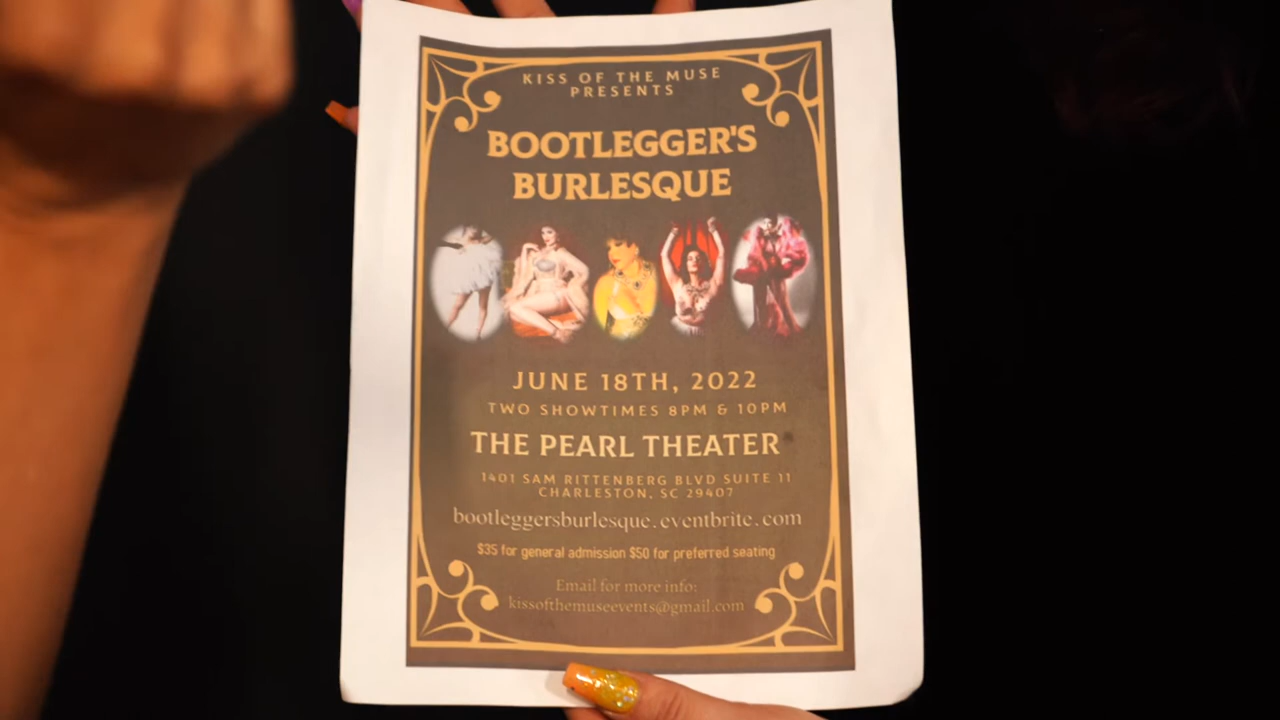 KISS OF THE MUSE
PRESENTS
BOOTLEGGER'S
BURLESQUE
JUNE 18TH, 2022
TWO SHOWTIMES 8PM & 10PM
THE PEARL THEATER
1401 SAM RITTENBERG BLVD SUITE 11
CHARLESTON, SC 29407
bootleggersburlesque.eventbrite.com
$35 for general admission $50 for preferred seating
Email for more info:
kissofthemuseevents@gmail.com